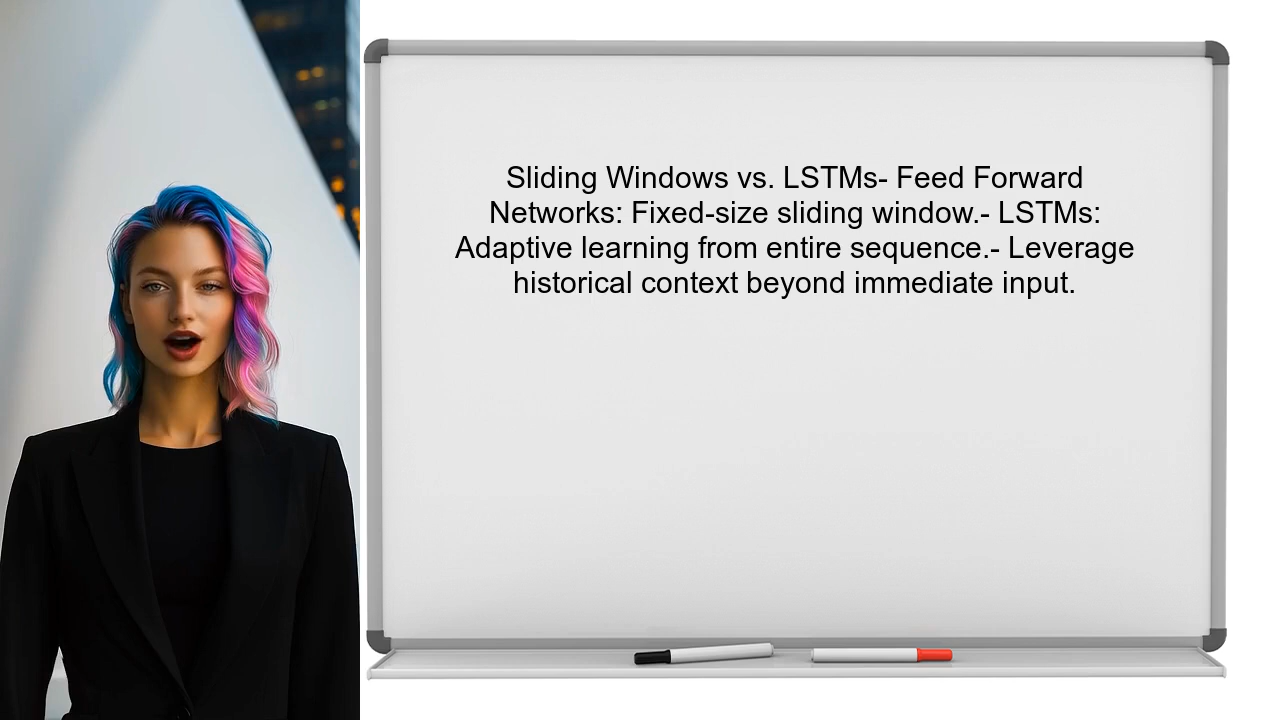 Sliding Windows vs. LSTMs- Feed Forward
Networks: Fixed-size sliding window.- LSTMs:
Adaptive learning from entire sequence.- Leverage
historical context beyond immediate input.